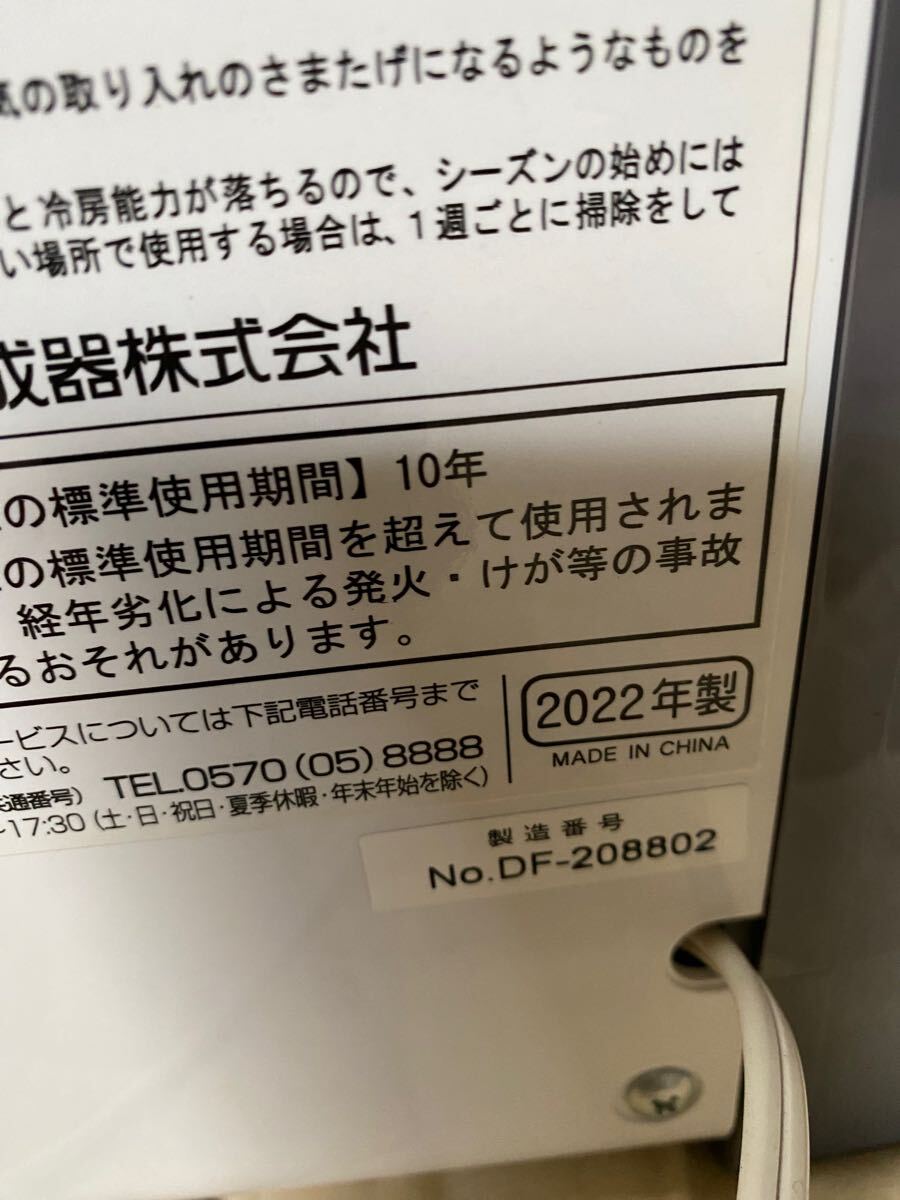 気の取り入れのさまたげになるようなものを
と冷房能力が落ちるので、シーズンの始めには
い場所で使用する場合は、1週ごとに掃除をして
成器株式会社
の標準使用期間】10年
の標準使用期間を超えて使用されま
経年劣化による発火・けが等の事故
るおそれがあります。
ービスについては下記電話番号まで
さい。
通番号) TEL.0570(05)8888
-17:30(土・日・祝日・夏季休暇・年末年始を除く)
2022年製
MADE IN CHINA
製造番号
No.DF-208802